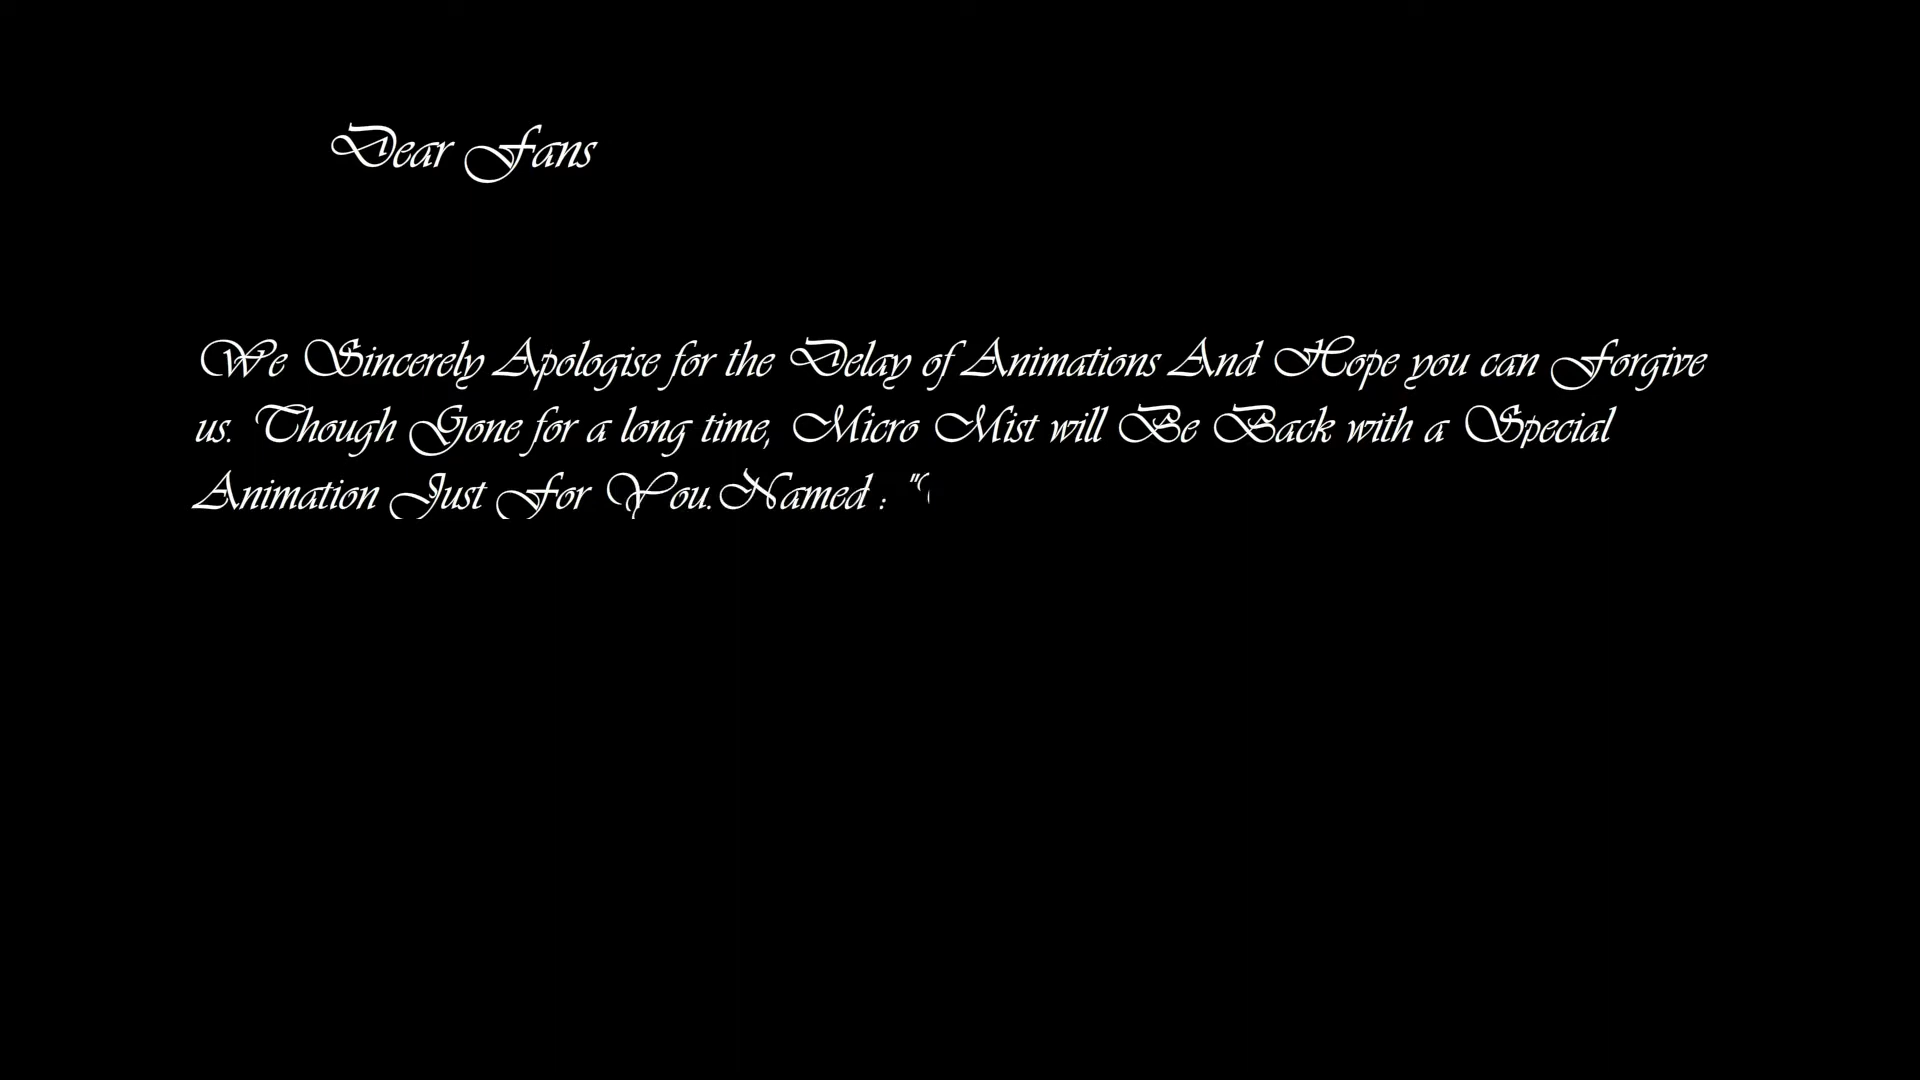 Dear Fans
We Sincerely Apologise for the Delay of Animations And Hope you can Forgive
us. Though Gone for a long time, Micro Mist will Be Back with a Special
Animation Just For You.Named : "